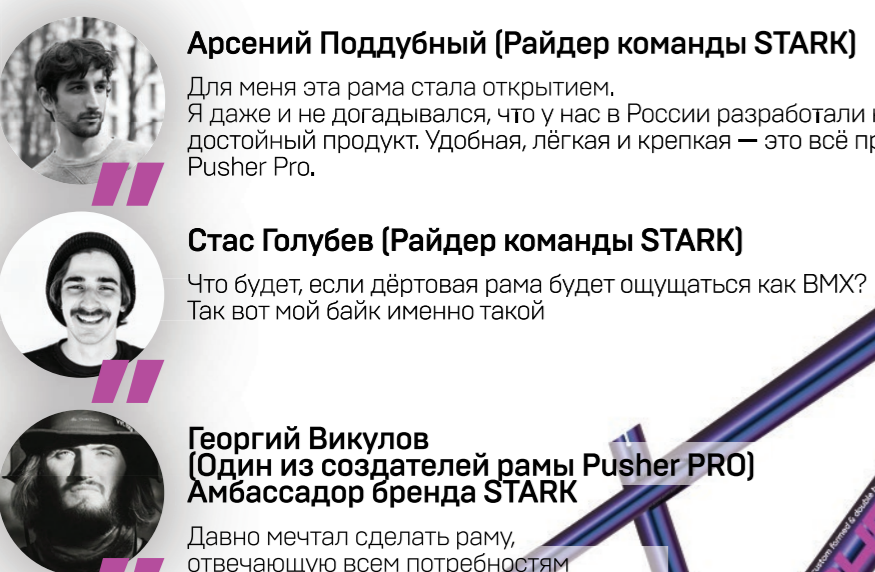 Арсений Поддубный (Райдер команды STARK)
Для меня эта рама стала открытием.
Я даже и не догадывался, что у нас в России разработали
достойный продукт. Удобная, лёгкая и крепкая — это всё
Pusher Pro.
Стас Голубев (Райдер команды STARK)
Что будет, если дёртовая рама будет ощущаться как BMX?
Так вот мой байк именно такой
Георгий Викулов
(Один из создателей рамы Pusher PRO)
Амбассадор бренда STARK
Давно мечтал сделать раму,
отвечающую всем потребностям
custom formed & double